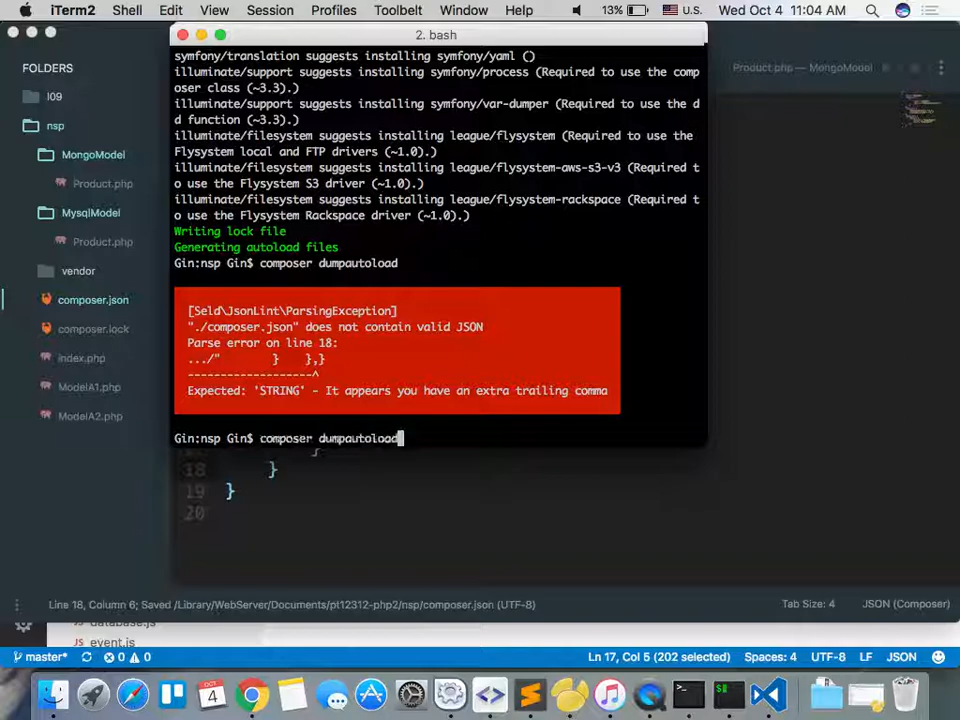 iTerm2 Shell Edit View Session Profiles Toolbelt Window Help 13% U.S. Wed Oct 4 11:04 AM
2. bash
Product.php — MongoModel
FOLDERS
l09
nsp
MongoModel
Product.php
MysqlModel
Product.php
vendor
composer.json
composer.lock
index.php
ModelA1.php
ModelA2.php
symfony/translation suggests installing symfony/yaml ()
illuminate/support suggests installing symfony/process (Required to use the comp
oser class (~3.3).)
illuminate/support suggests installing symfony/var-dumper (Required to use the d
d function (~3.3).)
illuminate/filesystem suggests installing league/flysystem (Required to use the
Flysystem local and FTP drivers (~1.0).)
illuminate/filesystem suggests installing league/flysystem-aws-s3-v3 (Required t
o use the Flysystem S3 driver (~1.0).)
illuminate/filesystem suggests installing league/flysystem-rackspace (Required t
o use the Flysystem Rackspace driver (~1.0).)
Writing lock file
Generating autoload files
Gin:nsp Gin$ composer dumpautoload
[Seld\JsonLint\ParsingException]
"./composer.json" does not contain valid JSON
Parse error on line 18:
.../"        }    },}
-------------------^
Expected: 'STRING' - It appears you have an extra trailing comma
Gin:nsp Gin$ composer dumpautoload
}
18 }
19 }
20
Line 18, Column 6; Saved /Library/WebServer/Documents/pt12312-php2/nsp/composer.json (UTF-8) Tab Size: 4 JSON (Composer)
database.js
event.js
master* 0 0 Ln 17, Col 5 (202 selected) Spaces: 4 UTF-8 LF JSON
OCT
4